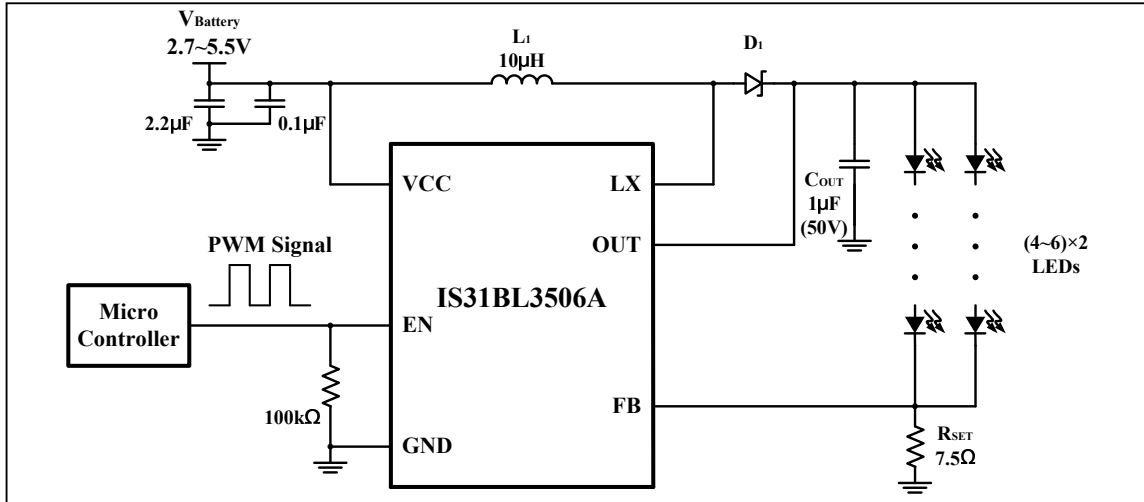 VBattery
2.7~5.5V
L1
10µH
D1
2.2µF
0.1µF
VCC
LX
COUT
1µF
(50V)
OUT
(4~6)×2
LEDs
PWM Signal
IS31BL3506A
Micro
Controller
EN
100kΩ
FB
GND
RSET
7.5Ω